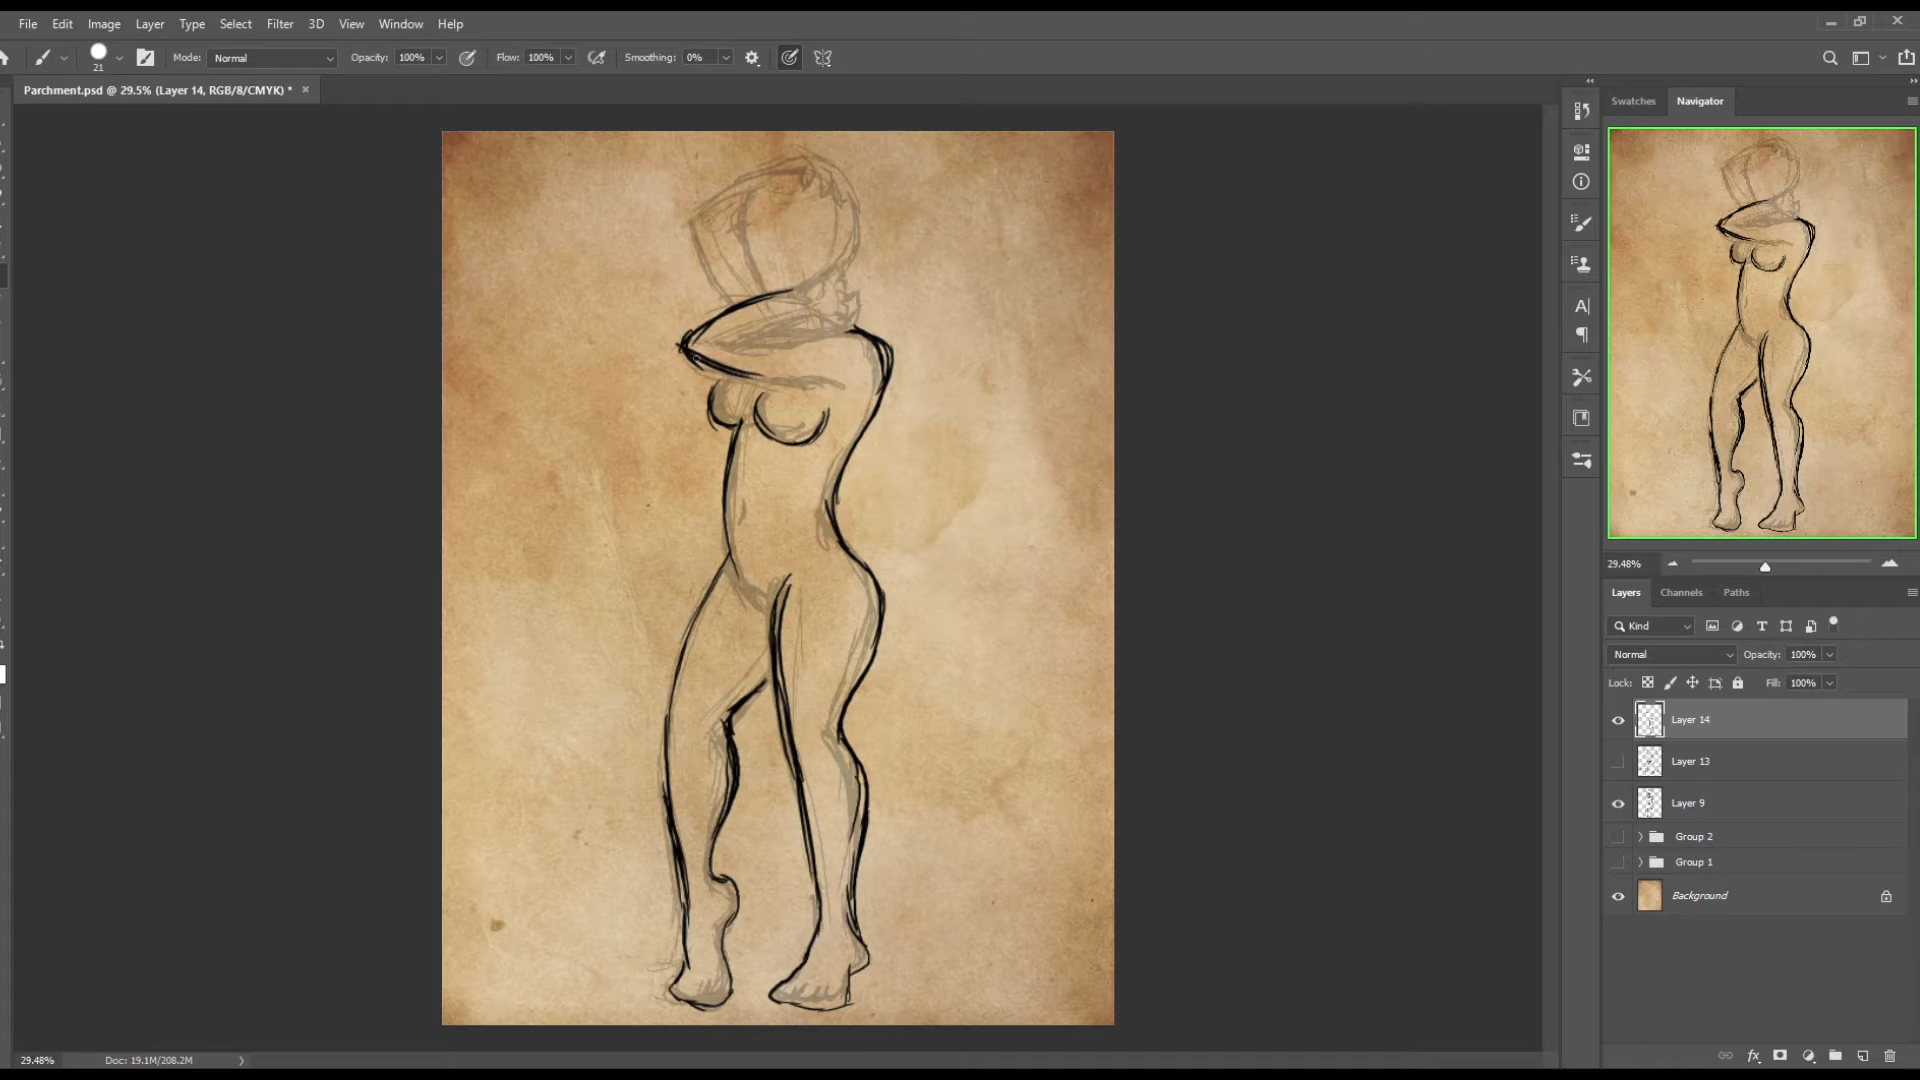 File Edit Image Layer Type Select Filter 3D View Window Help
21 Mode: Normal Opacity: 100% Flow: 100% Smoothing: 0%
Parchment.psd @ 29.5% (Layer 14, RGB/8/CMYK) * ×
Swatches Navigator
29.48%
Layers Channels Paths
Kind
Normal Opacity: 100%
Lock: Fill: 100%
Layer 14
Layer 13
Layer 9
Group 2
Group 1
Background
fx
29.48% Doc: 19.1M/208.2M